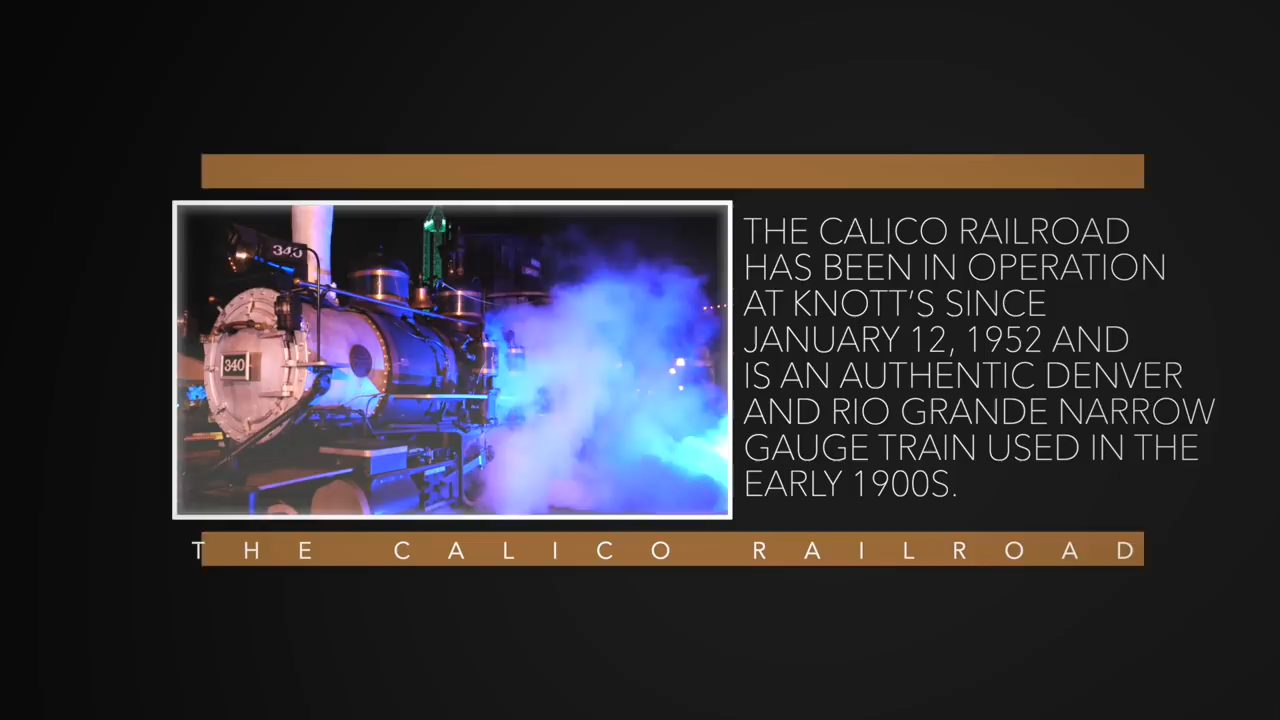 THE CALICO RAILROAD
HAS BEEN IN OPERATION
AT KNOTT'S SINCE
JANUARY 12, 1952 AND
IS AN AUTHENTIC DENVER
AND RIO GRANDE NARROW
GAUGE TRAIN USED IN THE
EARLY 1900S.
340
340
THE CALICO RAILROAD